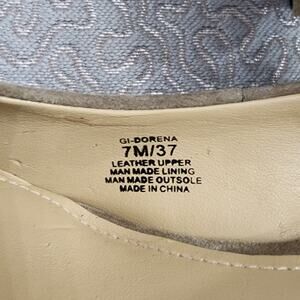 GI-DORENA
7M/37
LEATHER UPPER
MAN MADE LINING
MAN MADE OUTSOLE
MADE IN CHINA